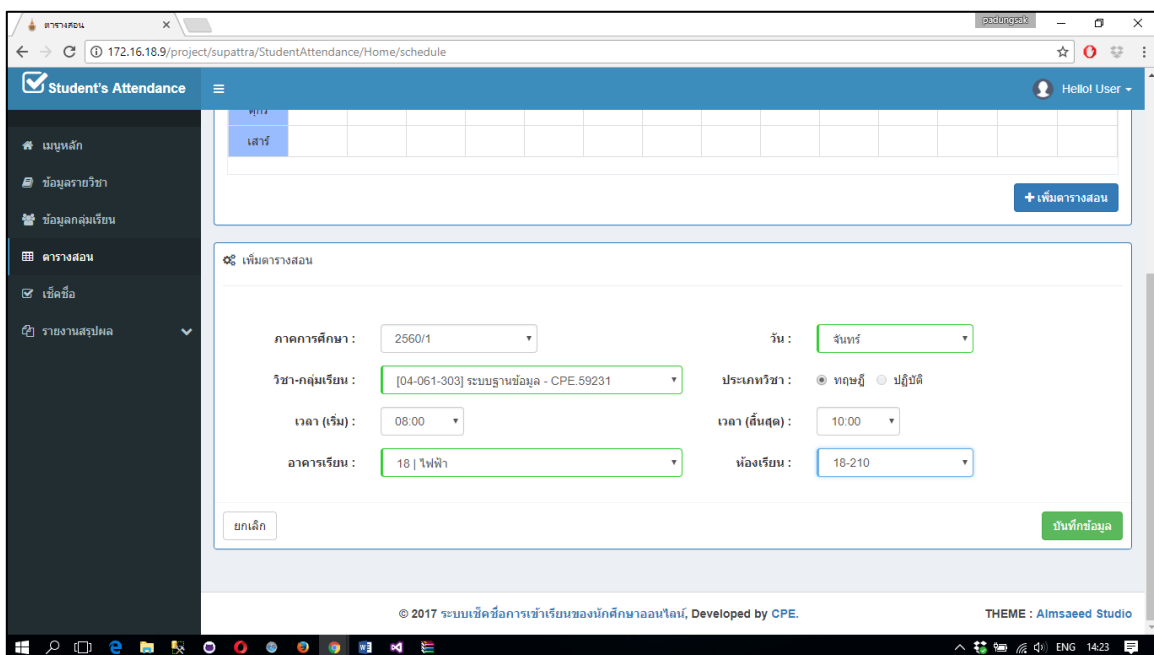 ตารางสอน
padungsak
172.16.18.9/project/supattra/StudentAttendance/Home/schedule
Student's Attendance
Hello! User
ศุกร์
เสาร์
เมนูหลัก
ข้อมูลรายวิชา
เพิ่มตารางสอน
ข้อมูลกลุ่มเรียน
ตารางสอน
เพิ่มตารางสอน
เช็คชื่อ
รายงานสรุปผล
ภาคการศึกษา : 2560/1 วัน : จันทร์
วิชา-กลุ่มเรียน : [04-061-303] ระบบฐานข้อมูล - CPE.59231 ประเภทวิชา : ทฤษฎี ปฏิบัติ
เวลา (เริ่ม) : 08:00 เวลา (สิ้นสุด) : 10:00
อาคารเรียน : 18 | ไฟฟ้า ห้องเรียน : 18-210
ยกเลิก บันทึกข้อมูล
© 2017 ระบบเช็คชื่อการเข้าเรียนของนักศึกษาออนไลน์, Developed by CPE. THEME : Almsaeed Studio
ENG 14:23